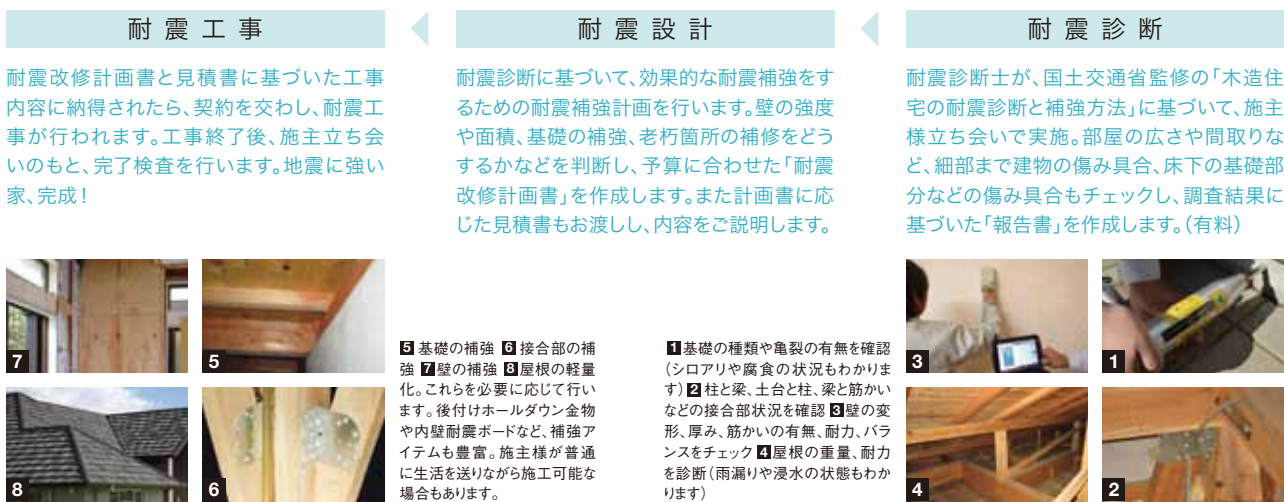 耐震診断
耐震診断士が、国土交通省監修の「木造住
宅の耐震診断と補強方法」に基づいて、施主
様立ち会いで実施。部屋の広さや間取りな
ど、細部まで建物の傷み具合、床下の基礎部
分などの傷み具合もチェックし、調査結果に
基づいた「報告書」を作成します。(有料)
3
1
4
2
1基礎の種類や亀裂の有無を確認
(シロアリや腐食の状況もわかりま
す)2柱と梁、土台と柱、梁と筋かい
などの接合部状況を確認 3壁の変
形、厚み、筋かいの有無、耐力、バラ
ンスをチェック 4屋根の重量、耐力
を診断(雨漏りや浸水の状態もわか
ります)
耐震設計
耐震診断に基づいて、効果的な耐震補強をす
るための耐震補強計画を行います。壁の強度
や面積、基礎の補強、老朽箇所の補修をどう
するかなどを判断し、予算に合わせた「耐震
改修計画書」を作成します。また計画書に応
じた見積書もお渡しし、内容をご説明します。
耐震工事
耐震改修計画書と見積書に基づいた工事
内容に納得されたら、契約を交わし、耐震工
事が行われます。工事終了後、施主立ち会
いのもと、完了検査を行います。地震に強い
家、完成!
7
5
8
6
5 基礎の補強 6 接合部の補
強 7壁の補強 8屋根の軽量
化。これらを必要に応じて行い
ます。後付けホールダウン金物
や内壁耐震ボードなど、補強ア
イテムも豊富。施主様が普通
に生活を送りながら施工可能な
場合もあります。